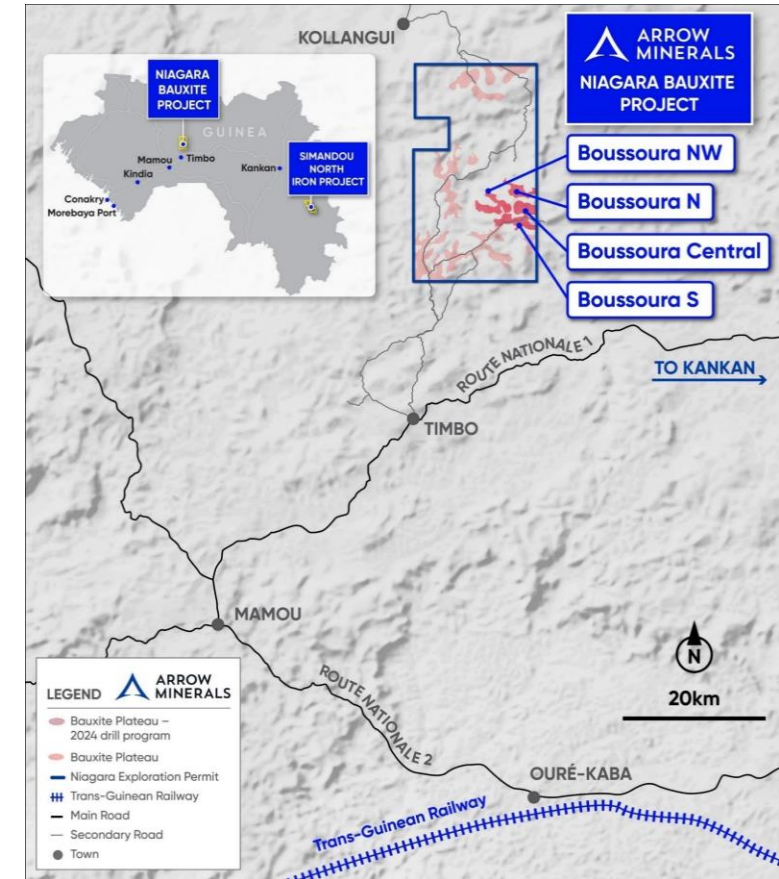 KOLLANGUI
ARROW
MINERALS
NIAGARA BAUXITE
PROJECT
NIAGARA
BAUXITE
PROJECT
GUINEA
Mamou
Timbo
Kindia
Kankan
SIMANDOU
NORTH
IRON PROJECT
Conakry
Morebaya Port
Boussoura NW
Boussoura N
Boussoura Central
Boussoura S
ROUTE NATIONALE 1
TO KANKAN
TIMBO
MAMOU
N
20km
ROUTE NATIONALE 2
OURÉ-KABA
Trans-Guinean Railway
LEGEND
ARROW
MINERALS
Bauxite Plateau –
2024 drill program
Bauxite Plateau
Niagara Exploration Permit
Trans-Guinean Railway
Main Road
Secondary Road
Town